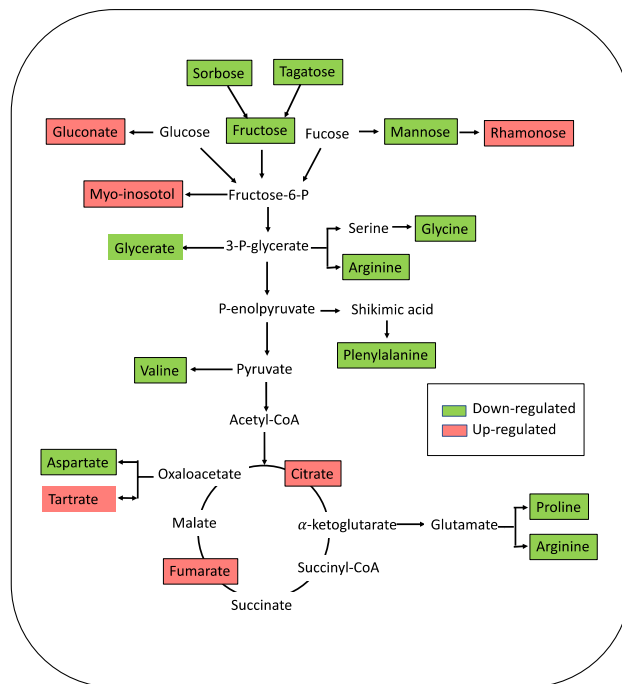 Sorbose
Tagatose
Gluconate
Glucose
Fructose
Fucose
Mannose
Rhamonose
Myo-inosotol
Fructose-6-P
Glycerate
3-P-glycerate
Serine
Glycine
Arginine
P-enolpyruvate
Shikimic acid
Valine
Pyruvate
Plenylalanine
Down-regulated
Up-regulated
Acetyl-CoA
Aspartate
Oxaloacetate
Citrate
Tartrate
Malate
α-ketoglutarate
Glutamate
Proline
Arginine
Fumarate
Succinyl-CoA
Succinate